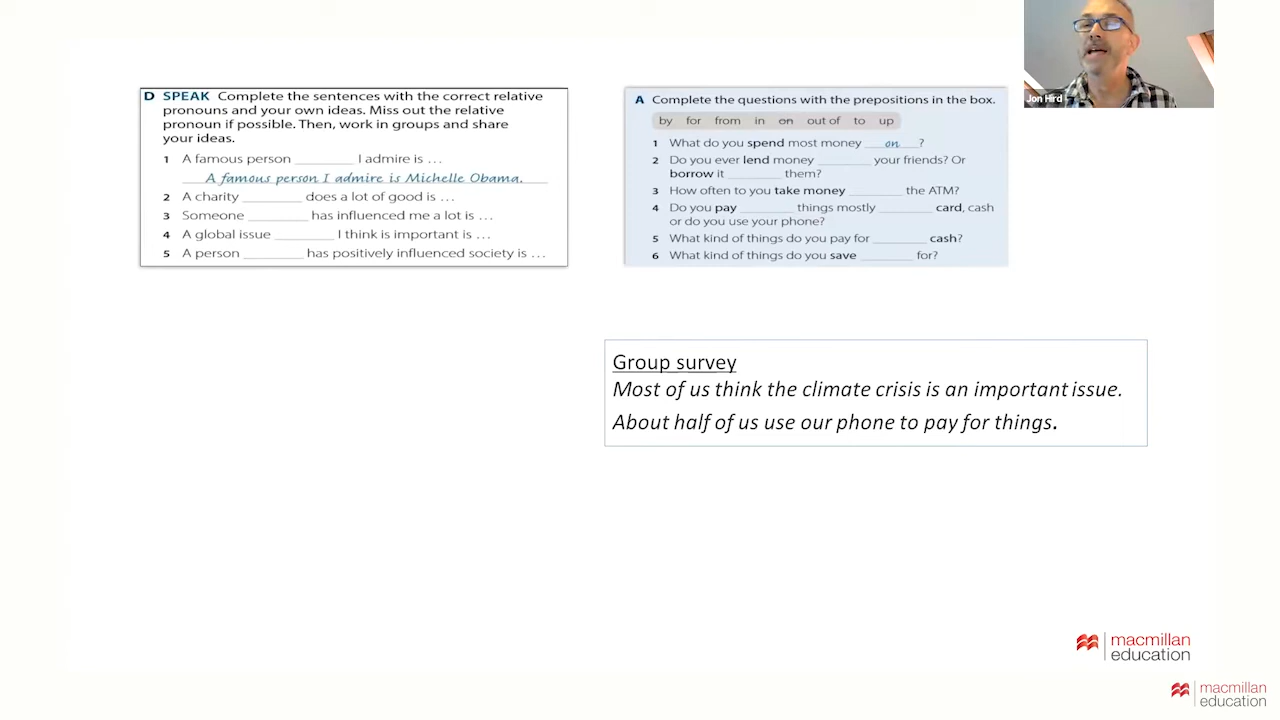 D SPEAK Complete the sentences with the correct relative
pronouns and your own ideas. Miss out the relative
pronoun if possible. Then, work in groups and share
your ideas.
1 A famous person ________ I admire is ...
A famous person I admire is Michelle Obama.
2 A charity ________ does a lot of good is ...
3 Someone ________ has influenced me a lot is ...
4 A global issue ________ I think is important is ...
5 A person ________ has positively influenced society is ...
A Complete the questions with the prepositions in the box.
by for from in on out of to up
1 What do you spend most money on ?
2 Do you ever lend money ________ your friends? Or
borrow it ________ them?
3 How often to you take money ________ the ATM?
4 Do you pay ________ things mostly ________ card, cash
or do you use your phone?
5 What kind of things do you pay for ________ cash?
6 What kind of things do you save ________ for?
Jon Hird
Group survey
Most of us think the climate crisis is an important issue.
About half of us use our phone to pay for things.
macmillan
education
macmillan
education